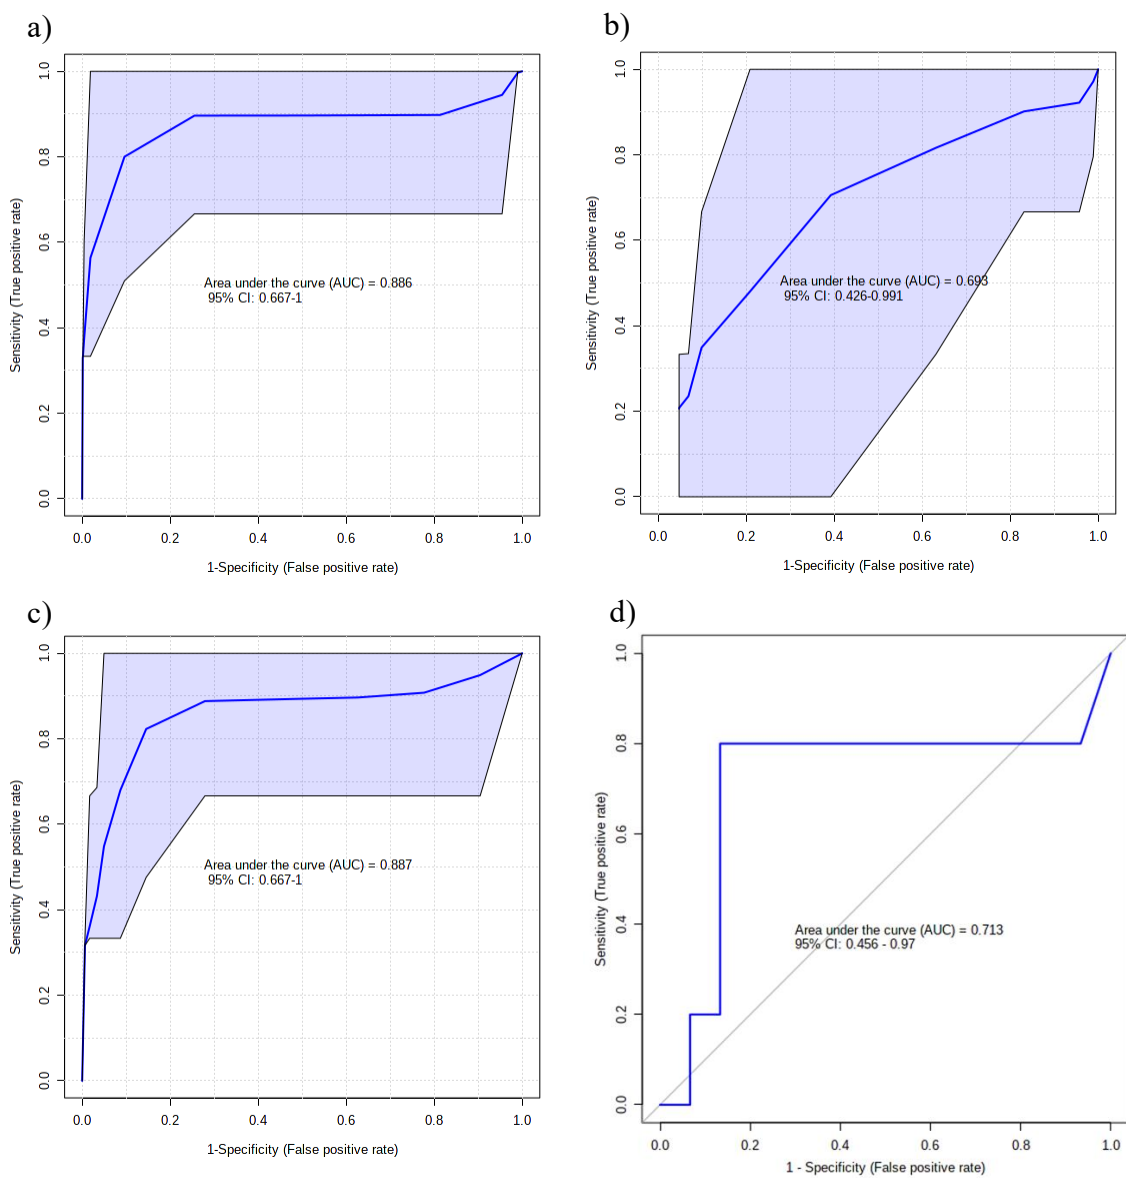 a)
Sensitivity (True positive rate)
1.0
0.8
0.6
0.4
0.2
0.0
Area under the curve (AUC) = 0.886
95% CI: 0.667-1
0.0 0.2 0.4 0.6 0.8 1.0
1-Specificity (False positive rate)
b)
Sensitivity (True positive rate)
1.0
0.8
0.6
0.4
0.2
0.0
Area under the curve (AUC) = 0.693
95% CI: 0.426-0.991
0.0 0.2 0.4 0.6 0.8 1.0
1-Specificity (False positive rate)
c)
Sensitivity (True positive rate)
1.0
0.8
0.6
0.4
0.2
0.0
Area under the curve (AUC) = 0.887
95% CI: 0.667-1
0.0 0.2 0.4 0.6 0.8 1.0
1-Specificity (False positive rate)
d)
Sensitivity (True positive rate)
1.0
0.8
0.6
0.4
0.2
0.0
Area under the curve (AUC) = 0.713
95% CI: 0.456 - 0.97
0.0 0.2 0.4 0.6 0.8 1.0
1 - Specificity (False positive rate)